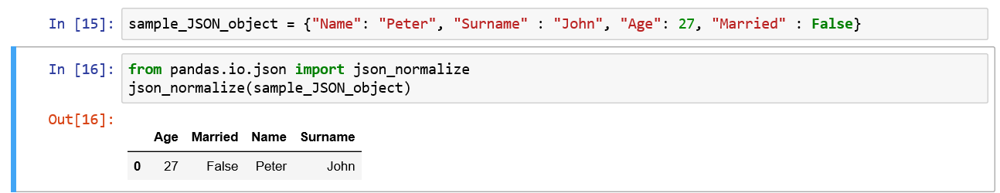 In [15]: sample_JSON_object = {"Name": "Peter", "Surname" : "John", "Age": 27, "Married" : False}
In [16]: from pandas.io.json import json_normalize
json_normalize(sample_JSON_object)
Out[16]:
Age Married Name Surname
0 27 False Peter John